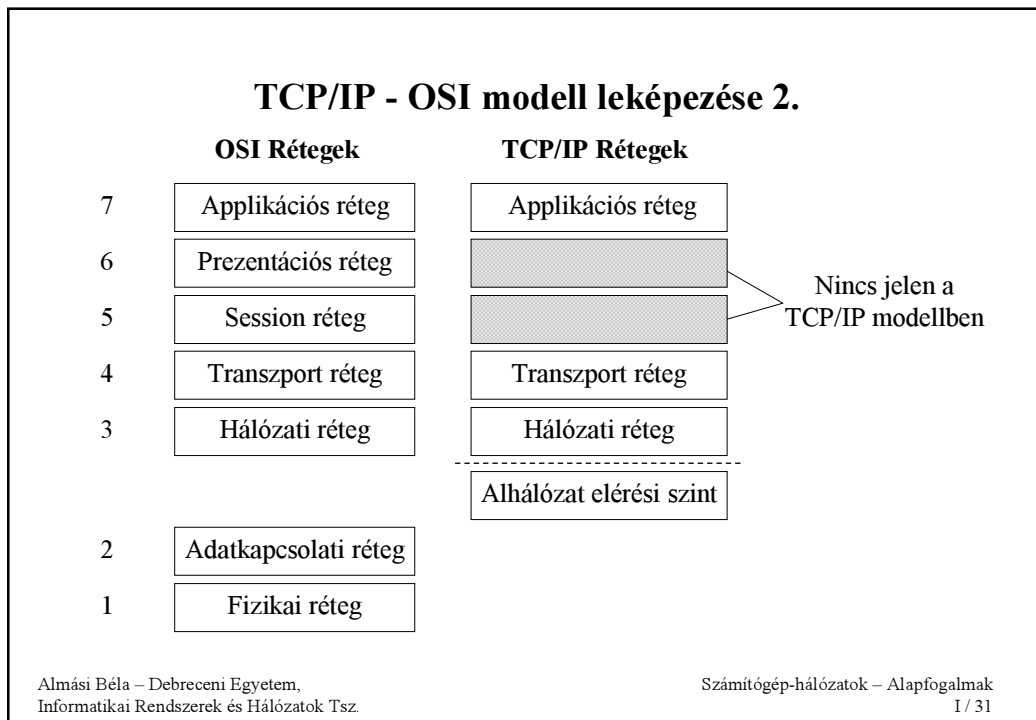 TCP/IP - OSI modell leképezése 2.
OSI Rétegek
TCP/IP Rétegek
7
Applikációs réteg
Applikációs réteg
6
Prezentációs réteg
5
Session réteg
Nincs jelen a
TCP/IP modellben
4
Transzport réteg
Transzport réteg
3
Hálózati réteg
Hálózati réteg
Alhálózat elérési szint
2
Adatkapcsolati réteg
1
Fizikai réteg
Almási Béla – Debreceni Egyetem,
Informatikai Rendszerek és Hálózatok Tsz.
Számítógép-hálózatok – Alapfogalmak
I / 31